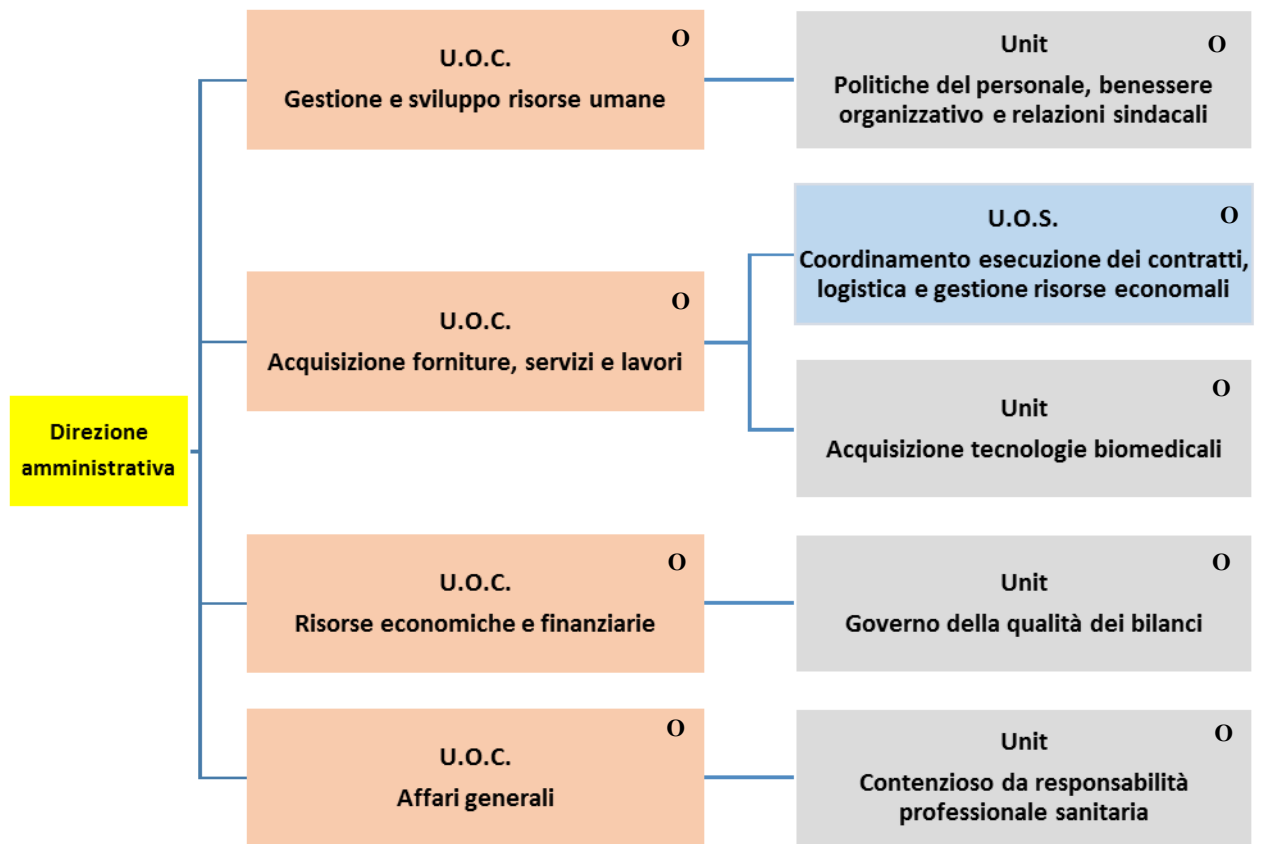 O
U.O.C.
Gestione e sviluppo risorse umane
O
Unit
Politiche del personale, benessere
organizzativo e relazioni sindacali
O
U.O.S.
Coordinamento esecuzione dei contratti,
logistica e gestione risorse economali
O
U.O.C.
Acquisizione forniture, servizi e lavori
O
Unit
Acquisizione tecnologie biomedicali
Direzione
amministrativa
O
U.O.C.
Risorse economiche e finanziarie
O
Unit
Governo della qualità dei bilanci
O
U.O.C.
Affari generali
O
Unit
Contenzioso da responsabilità
professionale sanitaria